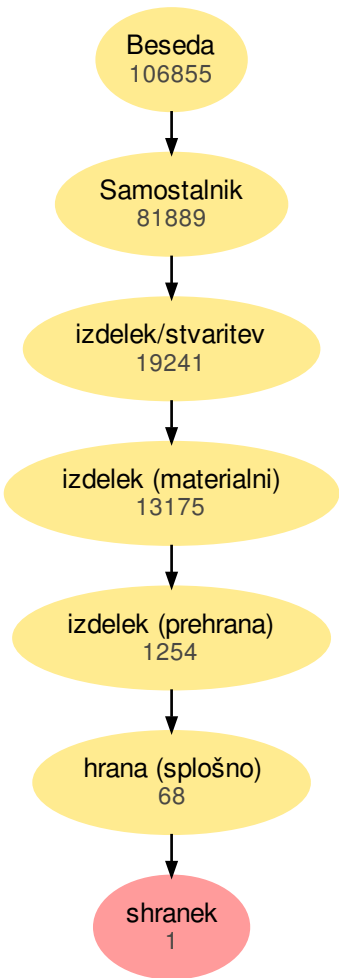 Beseda
106855
Samostalnik
81889
izdelek/stvaritev
19241
izdelek (materialni)
13175
izdelek (prehrana)
1254
hrana (splošno)
68
shranek
1